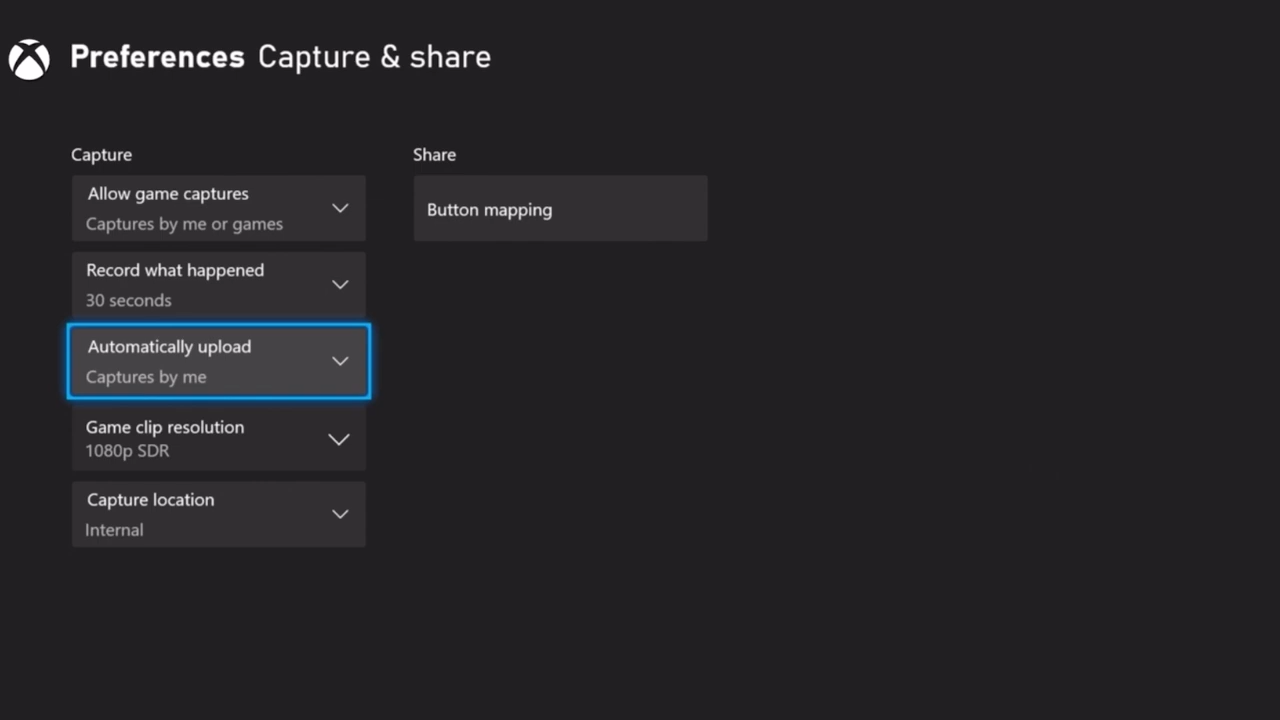 Preferences Capture & share
Capture
Allow game captures
Captures by me or games
Record what happened
30 seconds
Automatically upload
Captures by me
Game clip resolution
1080p SDR
Capture location
Internal
Share
Button mapping